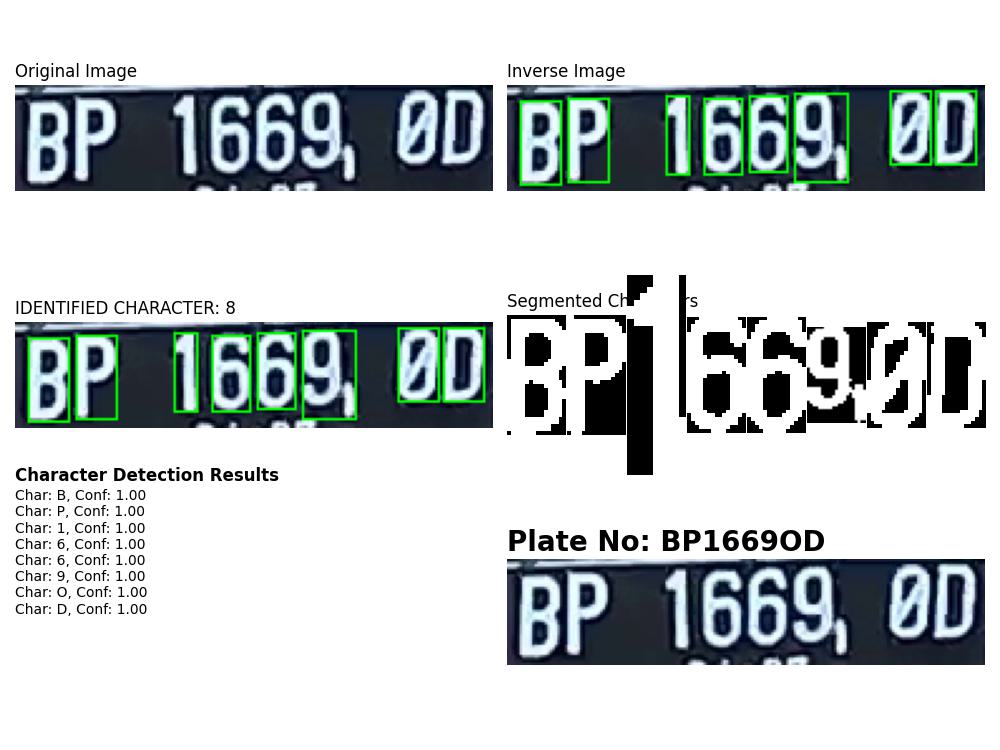 Original Image
BP 1669, 0D
Inverse Image
BP 1669, 0D
IDENTIFIED CHARACTER: 8
BP 1669, 0D
Segmented Ch rs
BP16690D
Character Detection Results
Char: B, Conf: 1.00
Char: P, Conf: 1.00
Char: 1, Conf: 1.00
Char: 6, Conf: 1.00
Char: 6, Conf: 1.00
Char: 9, Conf: 1.00
Char: O, Conf: 1.00
Char: D, Conf: 1.00
Plate No: BP1669OD
BP 1669, 0D